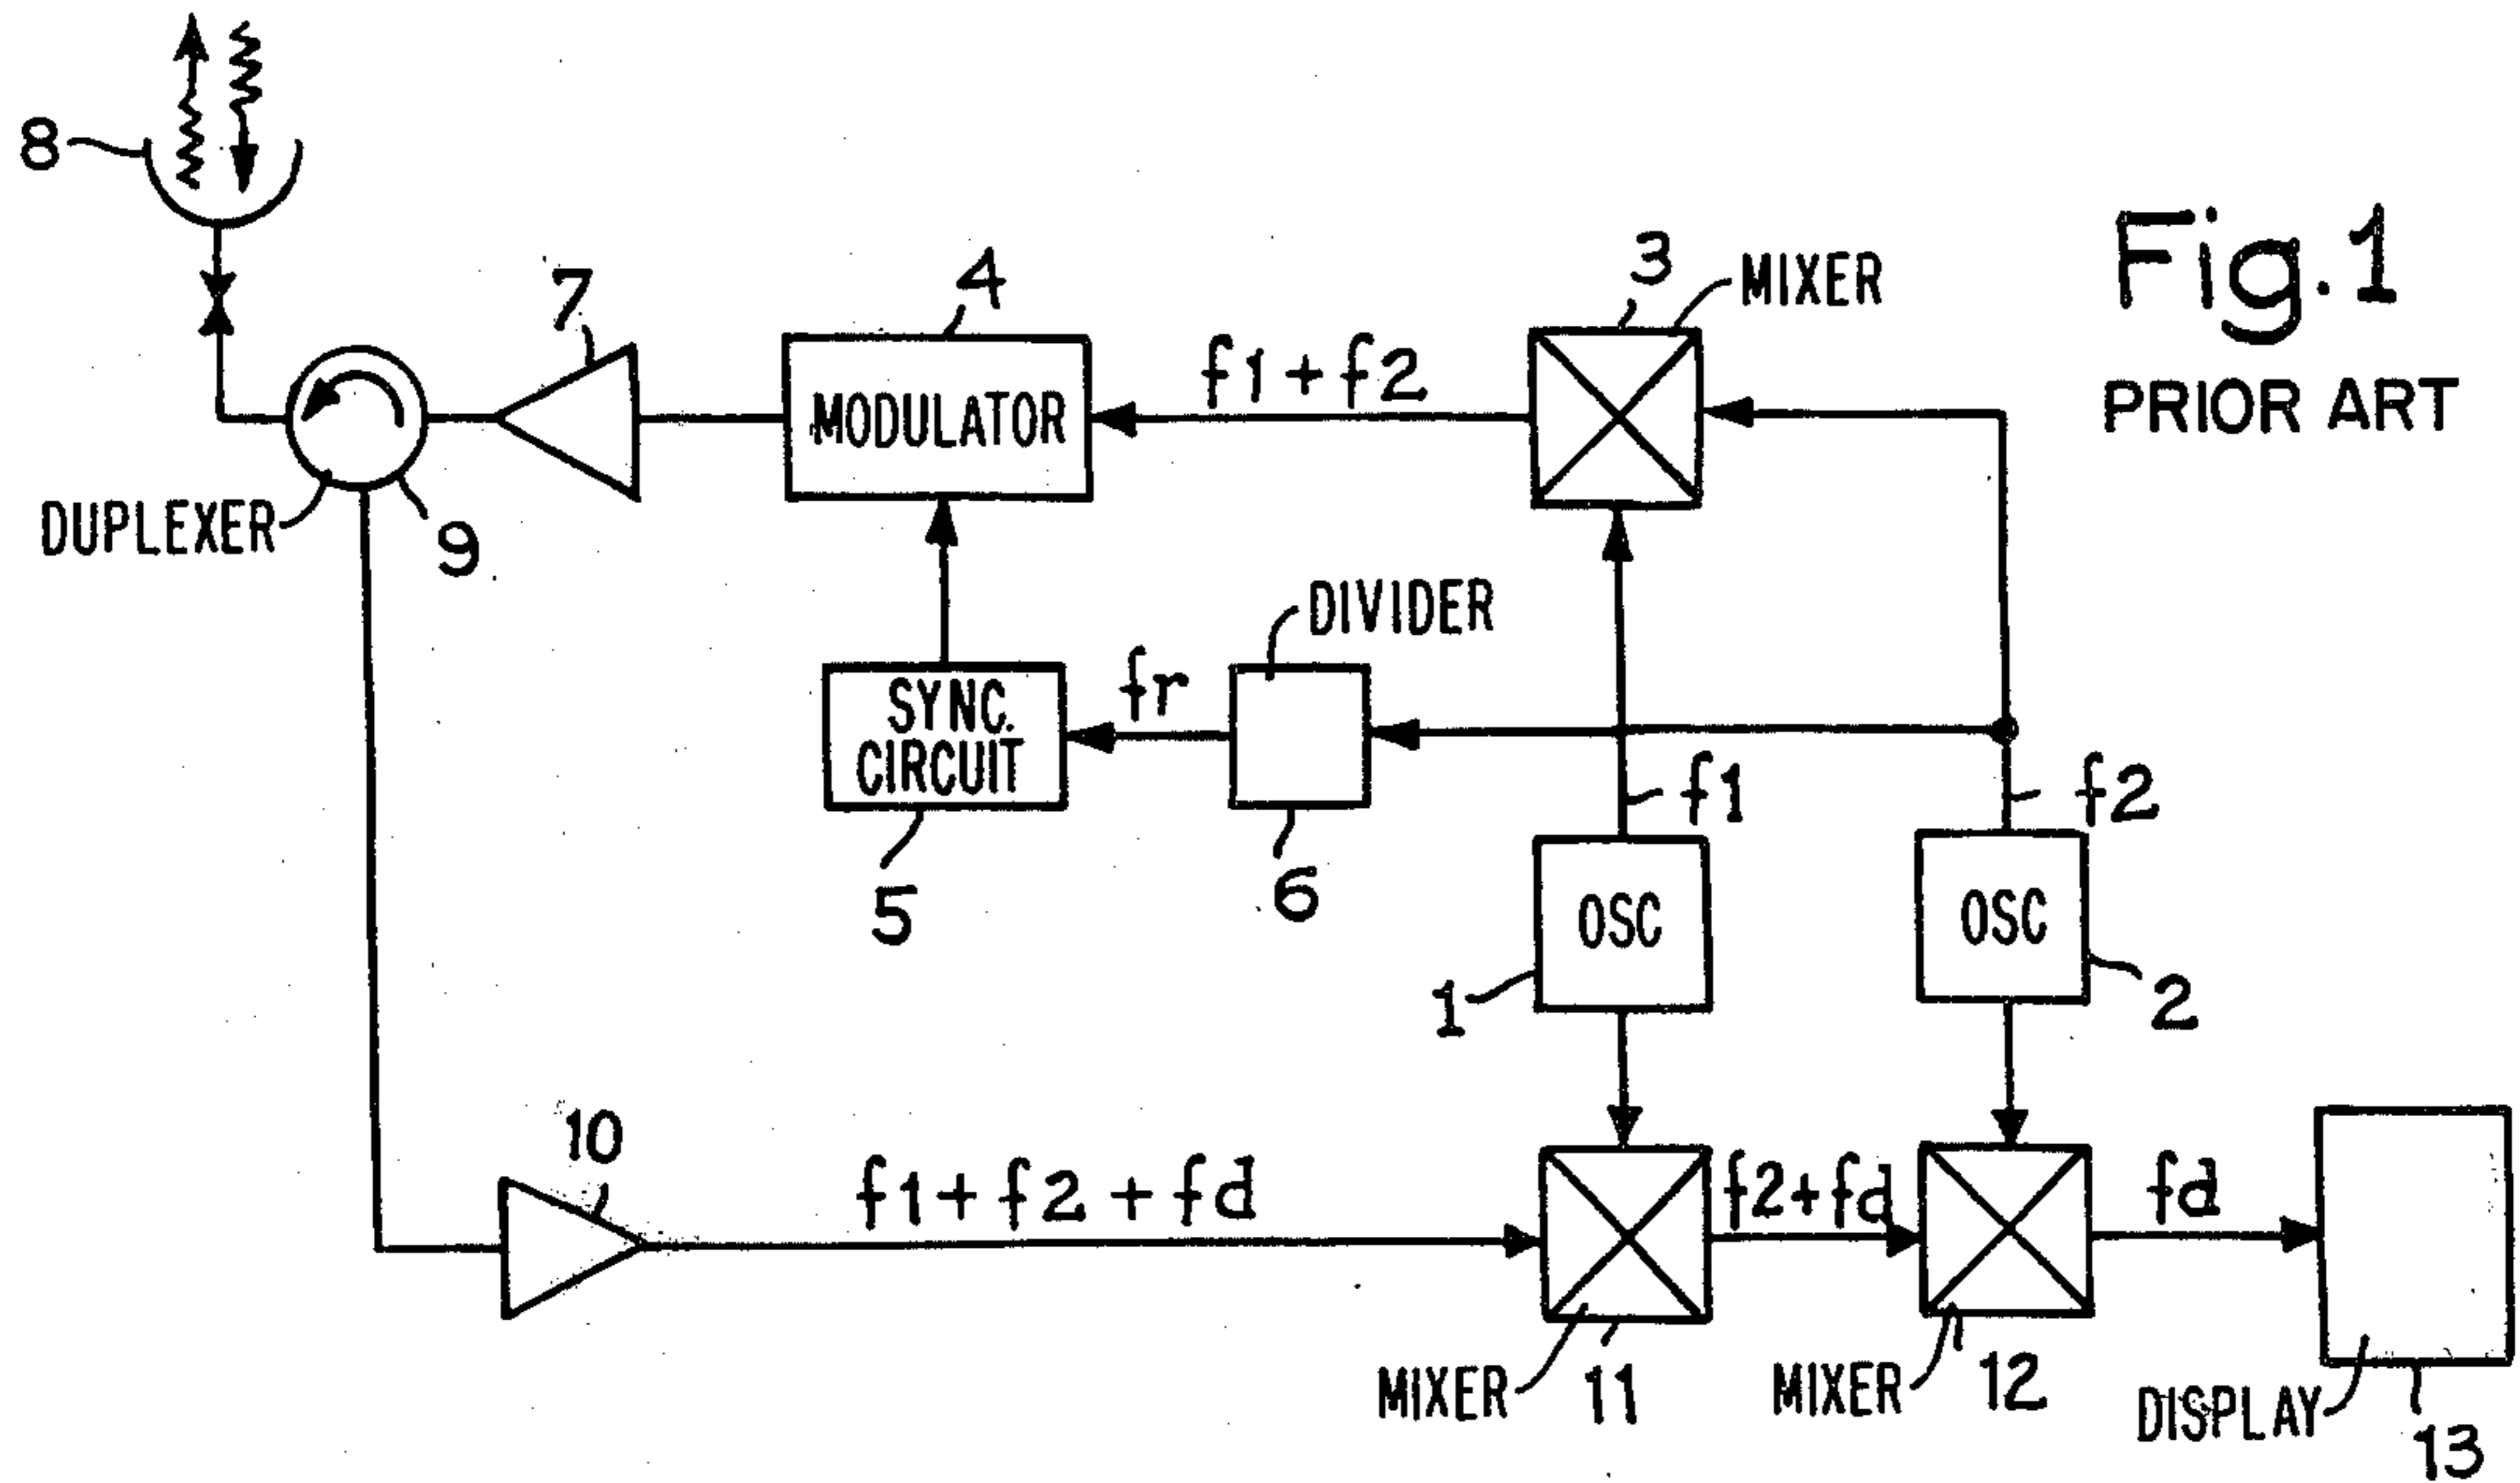 8
7
4
3
MIXER
Fig.1
PRIOR ART
f1+f2
MODULATOR
DUPLEXER
9
DIVIDER
SYNC.
CIRCUIT
fr
f1
f2
5
6
OSC
OSC
1
2
10
f1+f2+fd
f2+fd
fd
MIXER
11
MIXER
12
DISPLAY
13